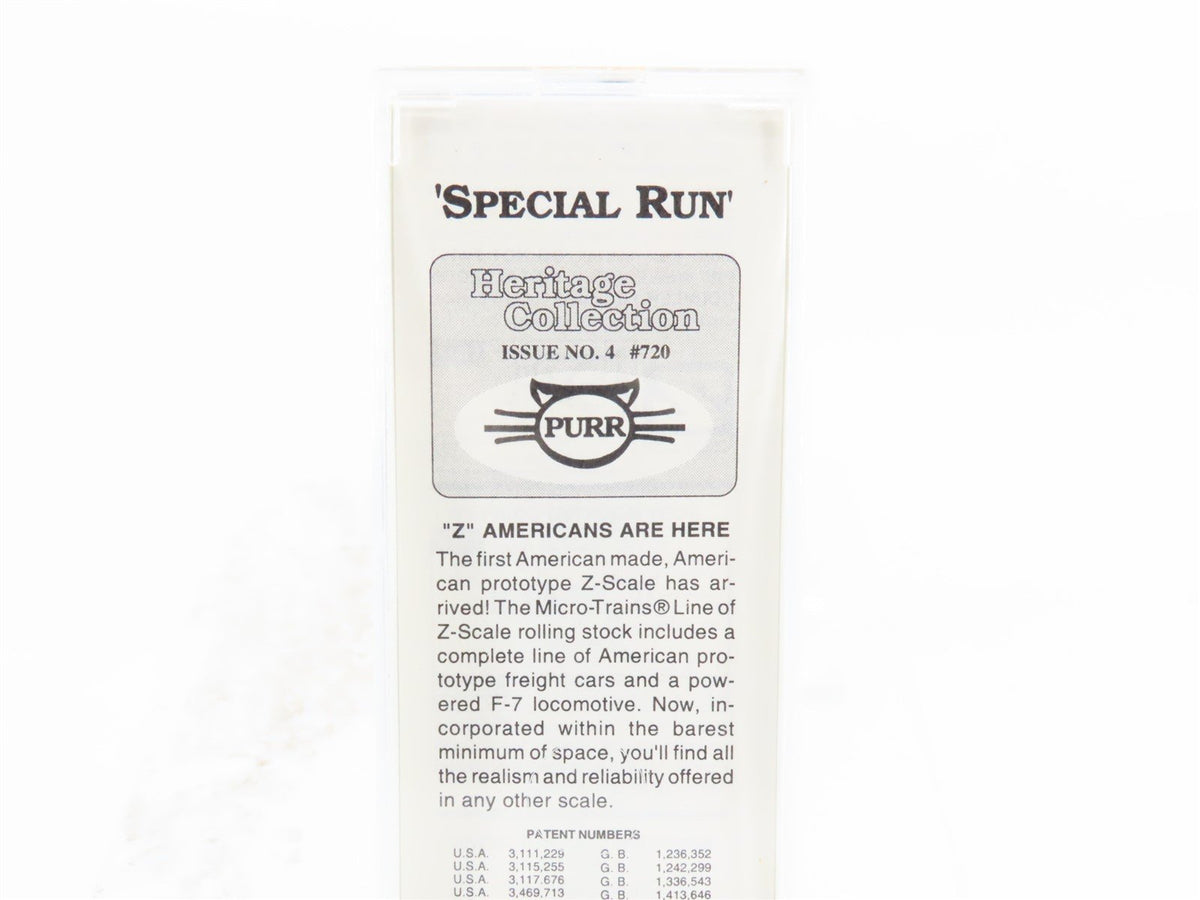 'SPECIAL RUN'
Heritage
Collection
ISSUE NO. 4 #720
PURR
"Z" AMERICANS ARE HERE
The first American made, Ameri-
can prototype Z-Scale has ar-
rived! The Micro-Trains® Line of
Z-Scale rolling stock includes a
complete line of American pro-
totype freight cars and a pow-
ered F-7 locomotive. Now, in-
corporated within the barest
minimum of space, you'll find all
the realism and reliability offered
in any other scale.
PATENT NUMBERS
U.S.A. 3,111,229 G. B. 1,236,352
U.S.A. 3,115,255 G. B. 1,242,299
U.S.A. 3,117.676 G. B. 1,336,543
U.S.A. 3,469,713 G. B. 1,413,646